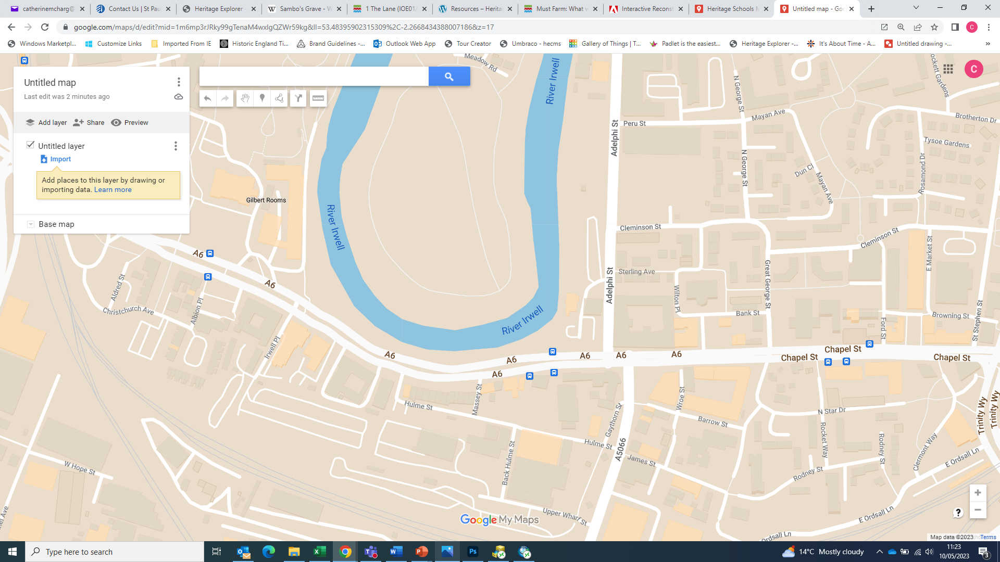 catherinemcharg@
Contact Us | St Pau
Heritage Explorer -
Sambo's Grave - W
1 The Lane (IOE01/
Resources – Herita
Must Farm: What w
Interactive Reconst
Heritage Schools M
Untitled map - Goo
google.com/maps/d/edit?mid=1m6mp3rJRky99gTenaM4wxlgQZWr59kg&ll=53.48395902315309%2C-2.2668434388007186&z=17
C
Windows Marketpl...
Customize Links
Imported From IE
Historic England Ti...
Brand Guidelines -...
Outlook Web App
Tour Creator
Umbraco - hecms
Gallery of Things | T...
Padlet is the easiest...
Heritage Explorer -...
It's About Time - A...
Untitled drawing -...
»
Untitled map
Last edit was 2 minutes ago
Add layer
Share
Preview
Untitled layer
Import
Add places to this layer by drawing or
importing data. Learn more
Base map
C
Meadow Rd
River Irwell
Adelphi St
Peru St
N George St
Mayan Ave
Brotherton Dr
Tysoe Gardens
N George St
Dun Cl
Mayan Ave
Rosamond Dr
Gilbert Rooms
River Irwell
Cleminson St
Cleminson St
E Market St
A6
A6
Aldred St
Christchurch Ave
Albion Pl
Sterling Ave
Adelphi St
Wilton Pl
Great George St
Bank St
Ford St
Browning St
St Stephen St
River Irwell
Irwell Pl
A6
A6
A6
A6
A6
A6
Chapel St
Chapel St
Chapel St
Hulme St
Massey St
Gaythorn St
Wroe St
Barrow St
N Star Dr
Rocket Way
Rodney St
Clermont Way
Trinity Wy
Trinity Wy
Hulme St
A5066
James St
Back Hulme St
Rodney St
E Ordsall Ln
W Hope St
Upper Wharf St
E Ordsall Ln
Ordsall Ln
Google My Maps
+
−
?
Map data ©2023
Terms
Type here to search
14°C Mostly cloudy
11:23
10/05/2023
3